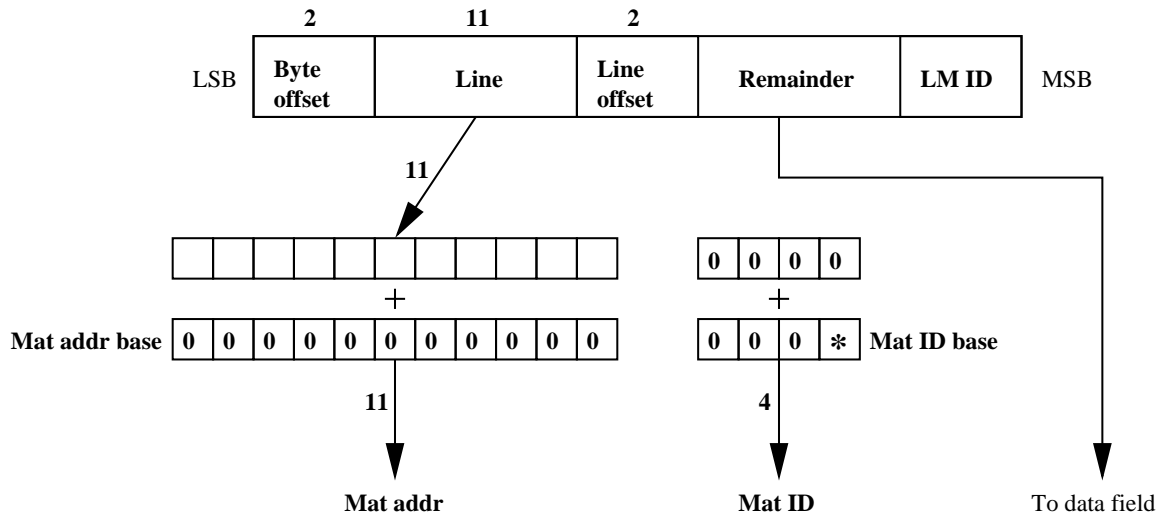 2 11 2
LSB Byte offset Line Line offset Remainder LM ID MSB
11
0 0 0 0
+ +
Mat addr base 0 0 0 0 0 0 0 0 0 0 0 0 0 0 * Mat ID base
11 4
Mat addr Mat ID To data field